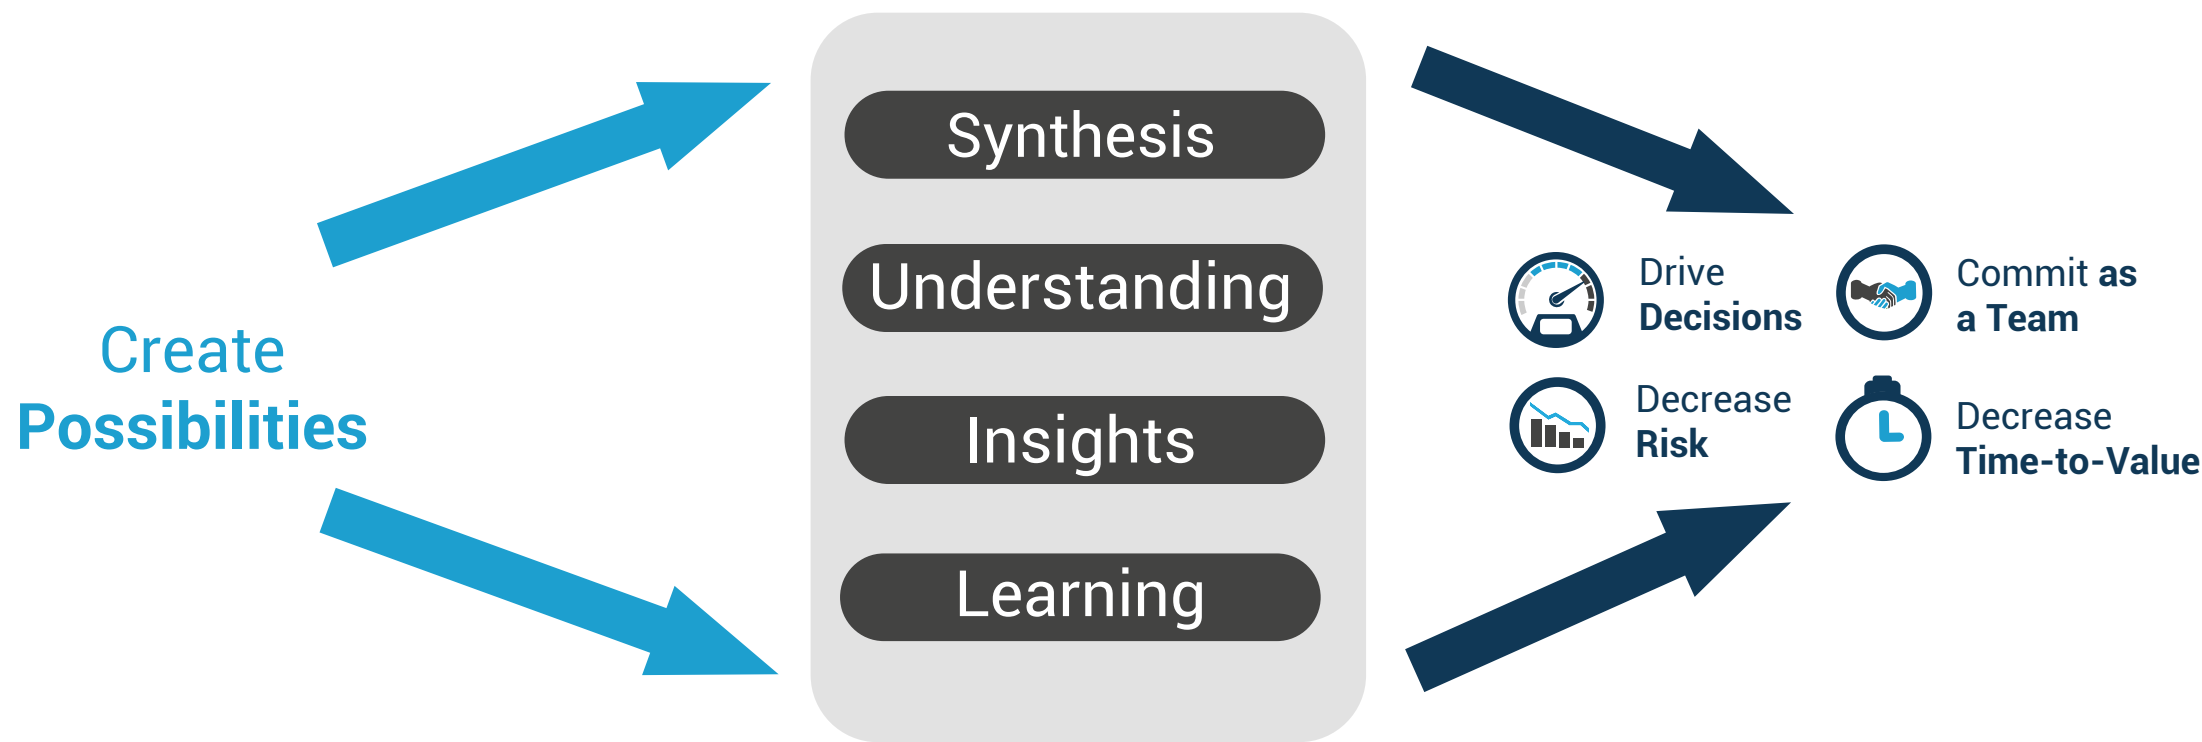 Create
Possibilities
Synthesis
Understanding
Insights
Learning
Drive
Decisions
Commit as
a Team
Decrease
Risk
Decrease
Time-to-Value